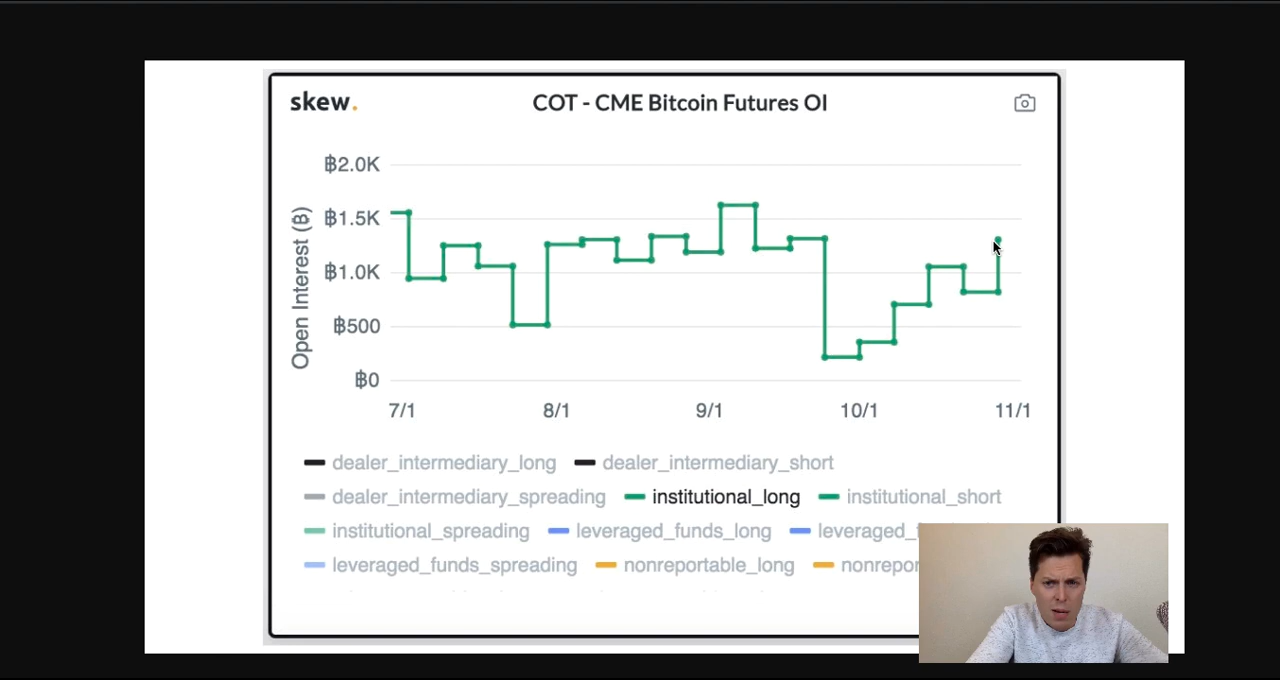 skew.
COT - CME Bitcoin Futures OI
Open Interest (₿)
₿2.0K
₿1.5K
₿1.0K
₿500
₿0
7/1 8/1 9/1 10/1 11/1
dealer_intermediary_long dealer_intermediary_short
dealer_intermediary_spreading institutional_long institutional_short
institutional_spreading leveraged_funds_long
leveraged_funds_spreading nonreportable_long